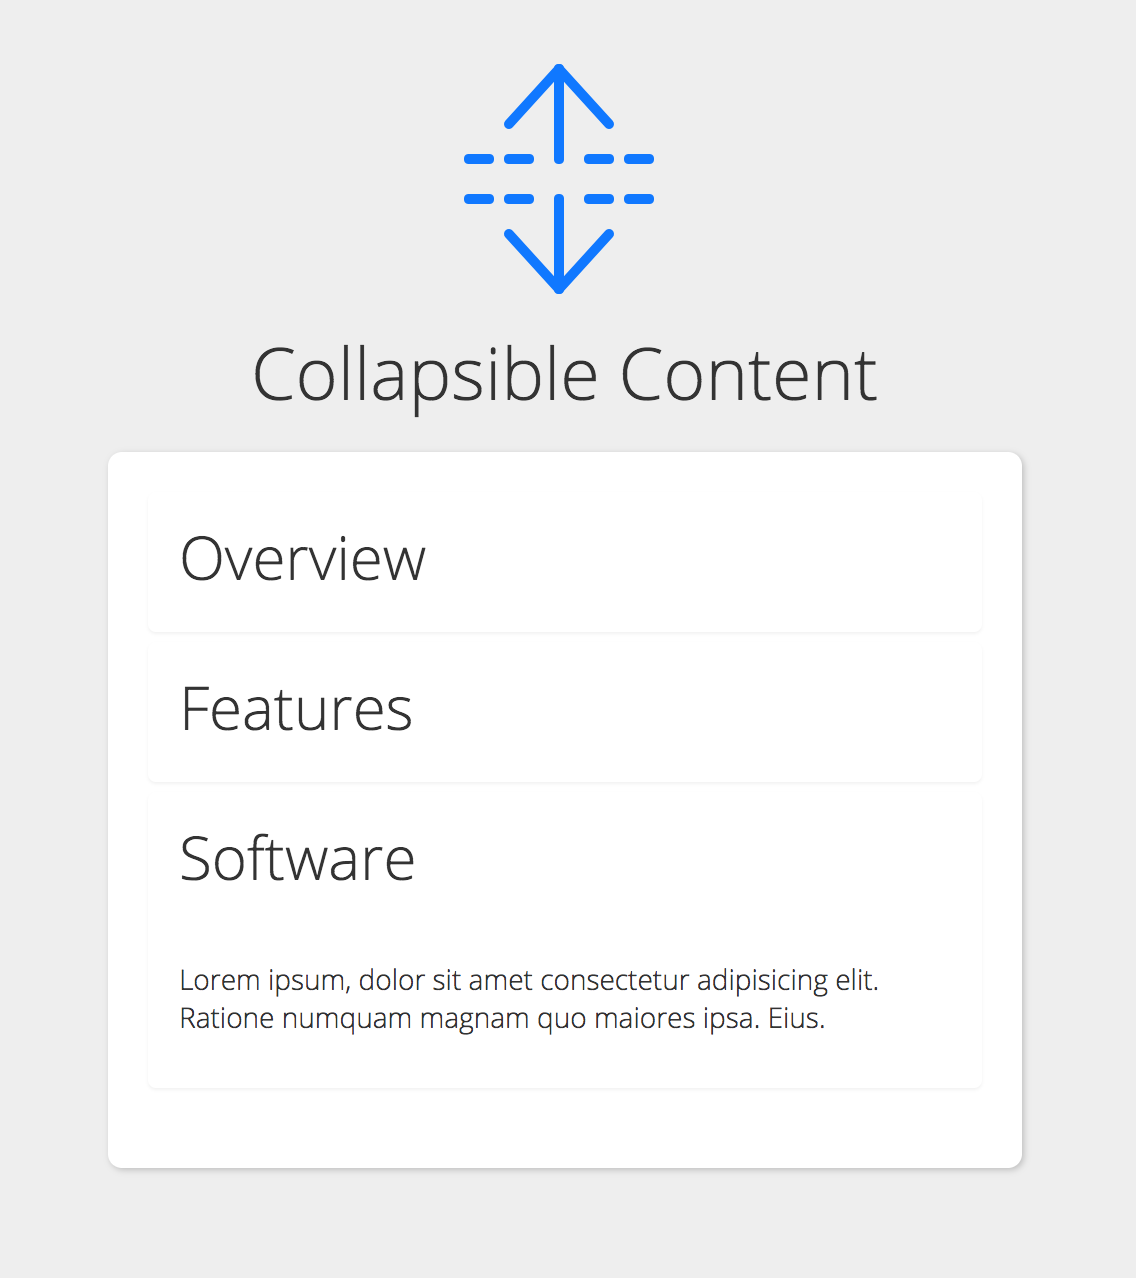 Collapsible Content
Overview
Features
Software
Lorem ipsum, dolor sit amet consectetur adipisicing elit.
Ratione numquam magnam quo maiores ipsa. Eius.